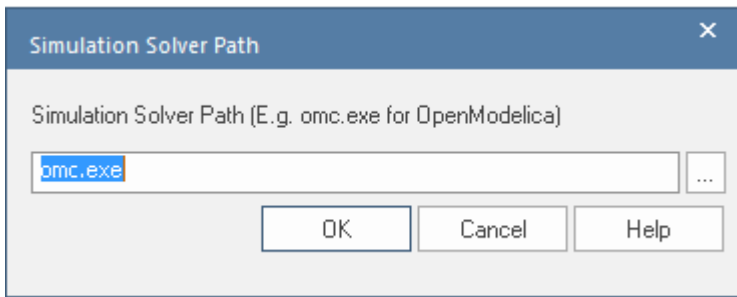 Simulation Solver Path
Simulation Solver Path (E.g. omc.exe for OpenModelica)
omc.exe
...
OK Cancel Help